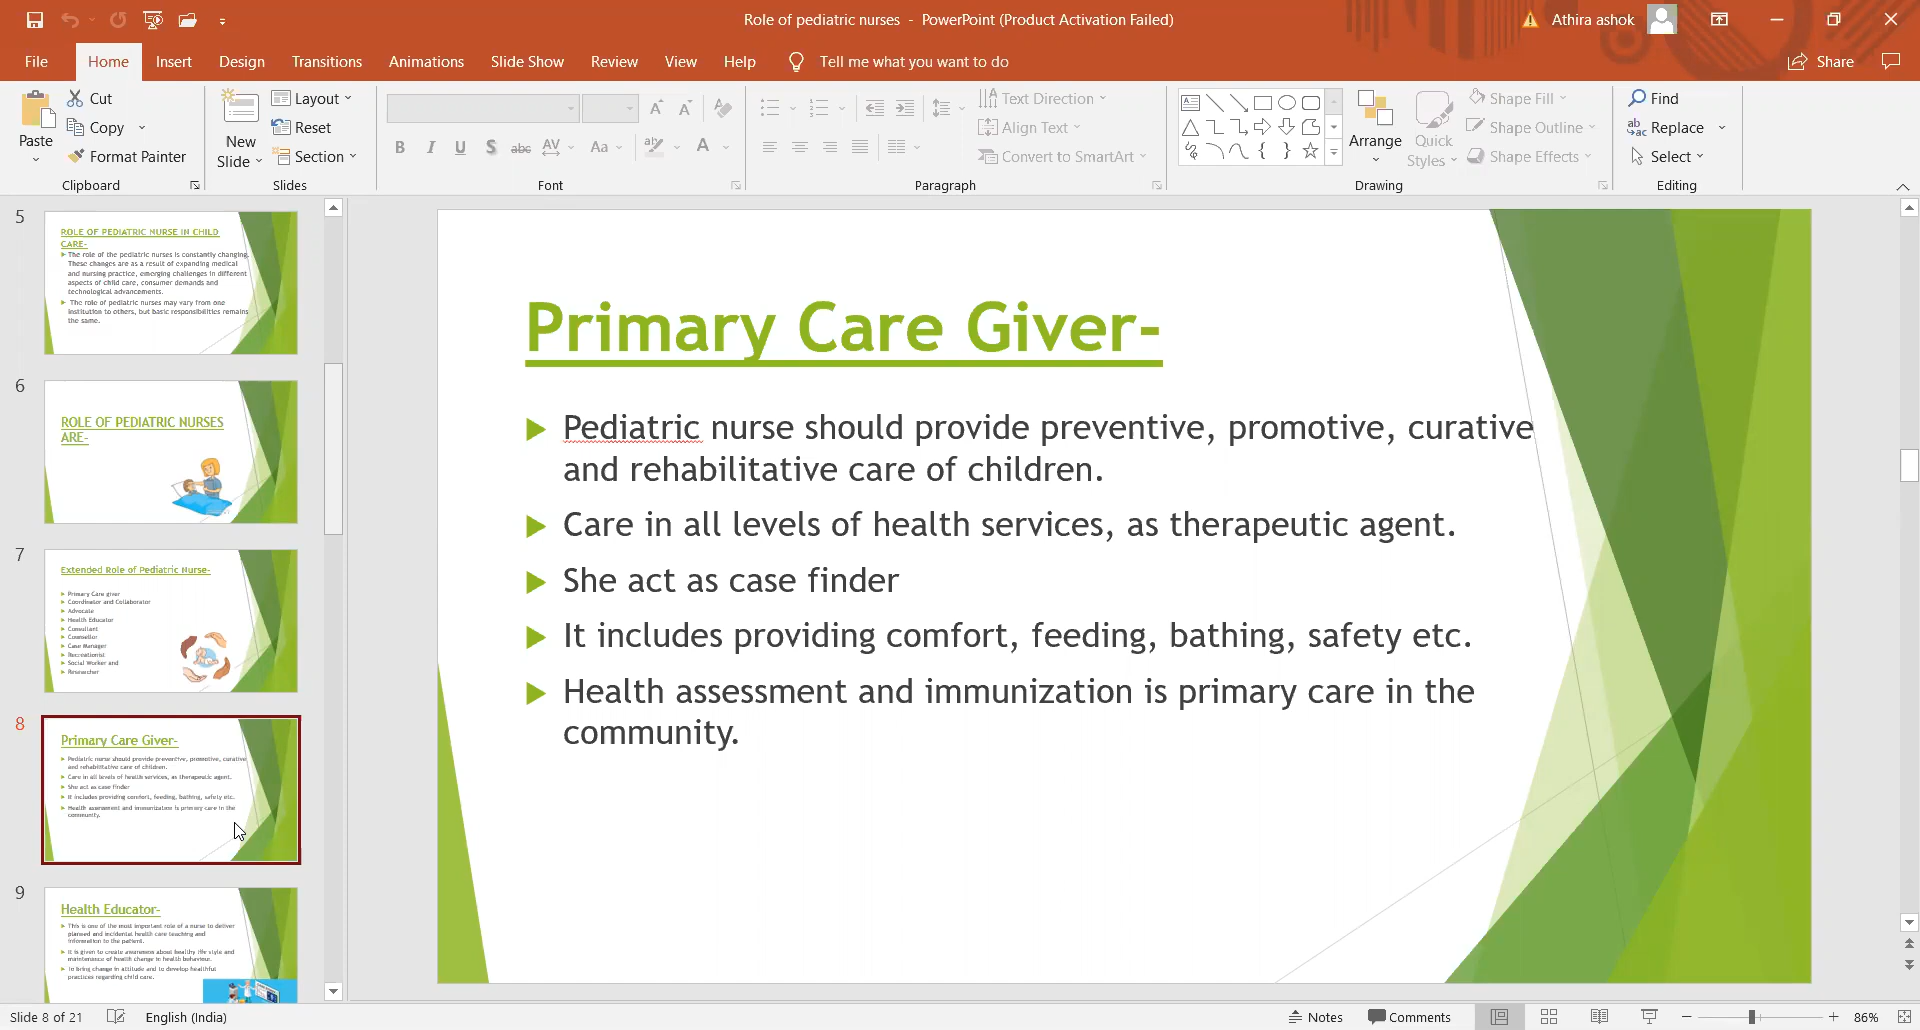 Role of pediatric nurses - PowerPoint (Product Activation Failed)
Athira ashok
File Home Insert Design Transitions Animations Slide Show Review View Help Tell me what you want to do
Share
Paste
Cut
Copy
Format Painter
Clipboard
New
Slide
Layout
Reset
Section
Slides
B I U S abc AV Aa A
Font
Text Direction
Align Text
Convert to SmartArt
Paragraph
Arrange
Quick
Styles
Shape Fill
Shape Outline
Shape Effects
Drawing
Find
Replace
Select
Editing
5
ROLE OF PEDIATRIC NURSE IN CHILD
CARE-
The role of the pediatric nurses is constantly changing.
These changes are as a result of expanding medical
and nursing practice, emerging challenges in different
aspects of child care, consumer demands and
technological advancements.
The role of pediatric nurses may vary from one
institution to others, but basic responsibilities remains
the same.
6
ROLE OF PEDIATRIC NURSES
ARE-
7
Extended Role of Pediatric Nurse-
Primary Care giver
Coordinator and Collaborator
Advocate
Health Educator
Consultant
Counsellor
Case Manager
Recreationist
Social Worker and
Researcher
8
Primary Care Giver-
Pediatric nurse should provide preventive, promotive, curative
and rehabilitative care of children.
Care in all levels of health services, as therapeutic agent.
She act as case finder
It includes providing comfort, feeding, bathing, safety etc.
Health assessment and immunization is primary care in the
community.
9
Health Educator-
This is one of the most important role of a nurse to deliver
planned and incidental health care teaching and
information to the patient.
It is given to create awareness about healthy life style and
maintenance of health change in health behaviour.
To bring change in attitude and to develop healthful
practices regarding child care.
Primary Care Giver-
Pediatric nurse should provide preventive, promotive, curative
and rehabilitative care of children.
Care in all levels of health services, as therapeutic agent.
She act as case finder
It includes providing comfort, feeding, bathing, safety etc.
Health assessment and immunization is primary care in the
community.
Slide 8 of 21
English (India)
Notes
Comments
86%